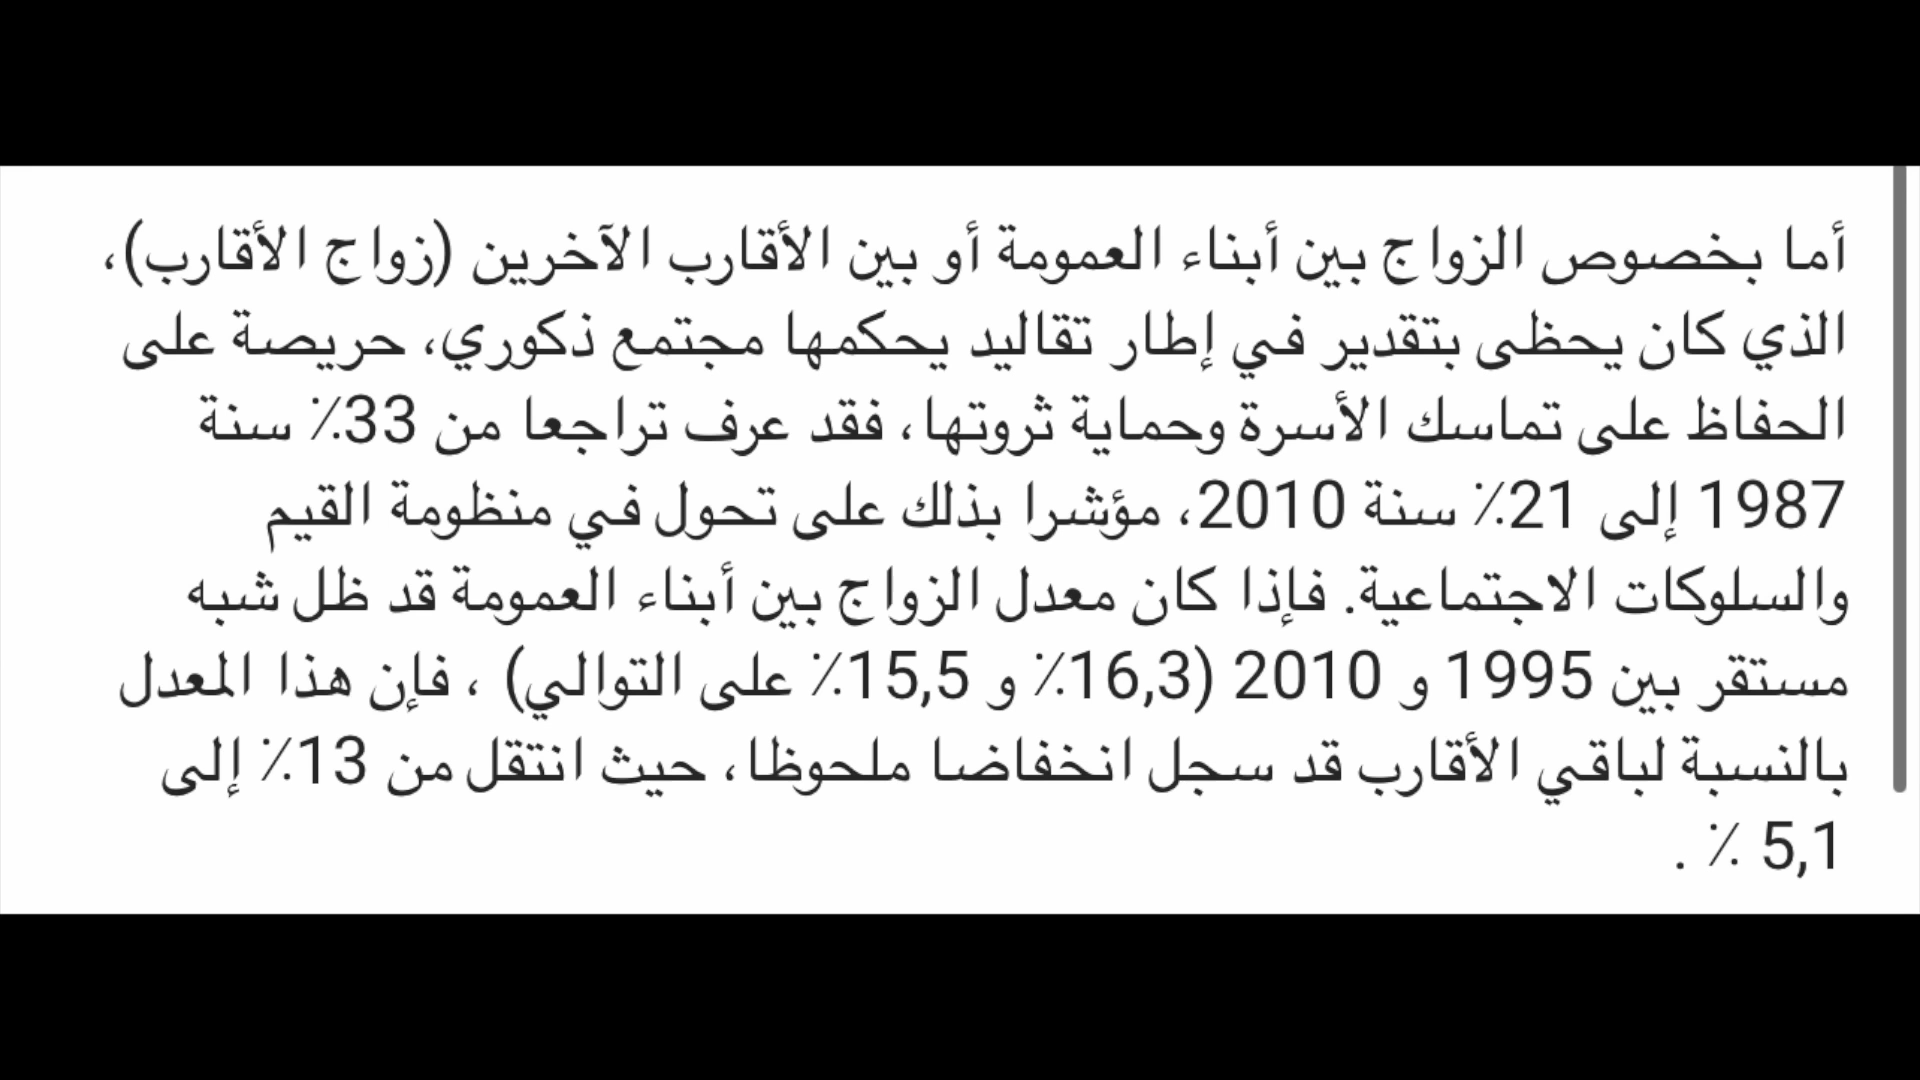 أما بخصوص الزواج بين أبناء العمومة أو بين الأقارب الآخرين (زواج الأقارب)،
الذي كان يحظى بتقدير في إطار تقاليد يحكمها مجتمع ذكوري، حريصة على
الحفاظ على تماسك الأسرة وحماية ثروتها، فقد عرف تراجعا من 33٪ سنة
1987 إلى 21٪ سنة 2010، مؤشرا بذلك على تحول في منظومة القيم
والسلوكات الاجتماعية. فإذا كان معدل الزواج بين أبناء العمومة قد ظل شبه
مستقر بين 1995 و 2010 (16,3٪ و 15,5٪ على التوالي) ، فإن هذا المعدل
بالنسبة لباقي الأقارب قد سجل انخفاضا ملحوظا، حيث انتقل من 13٪ إلى
5,1 ٪ .